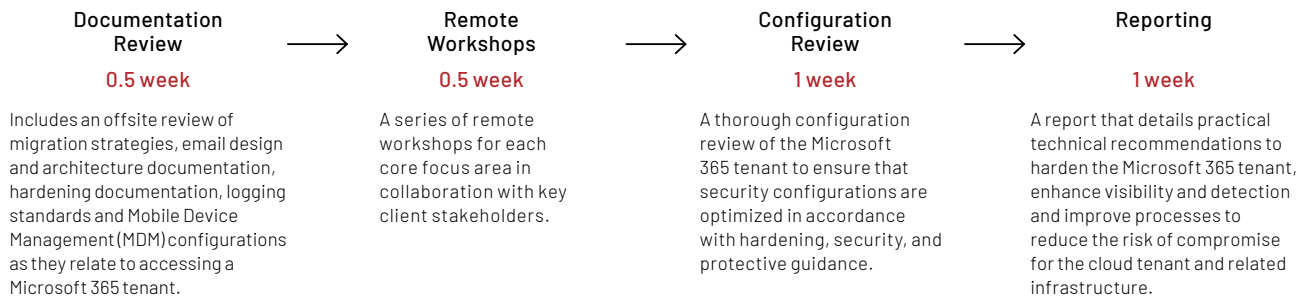 Documentation
Review
0.5 week
Includes an offsite review of
migration strategies, email design
and architecture documentation,
hardening documentation, logging
standards and Mobile Device
Management (MDM) configurations
as they relate to accessing a
Microsoft 365 tenant.
Remote
Workshops
0.5 week
A series of remote
workshops for each
core focus area in
collaboration with key
client stakeholders.
Configuration
Review
1 week
A thorough configuration
review of the Microsoft
365 tenant to ensure that
security configurations are
optimized in accordance
with hardening, security, and
protective guidance.
Reporting
1 week
A report that details practical
technical recommendations to
harden the Microsoft 365 tenant,
enhance visibility and detection
and improve processes to
reduce the risk of compromise
for the cloud tenant and related
infrastructure.